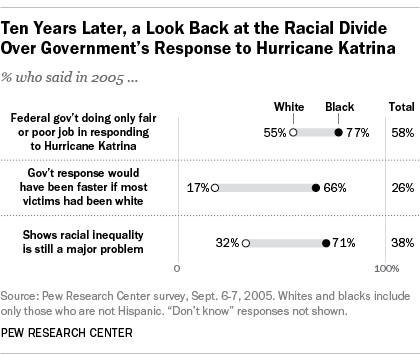 Ten Years Later, a Look Back at the Racial Divide
Over Government's Response to Hurricane Katrina
% who said in 2005 ...
White Black Total
Federal gov't doing only fair
or poor job in responding
to Hurricane Katrina
55% 77% 58%
Gov't response would
have been faster if most
victims had been white
17% 66% 26%
Shows racial inequality
is still a major problem
32% 71% 38%
0 100%
Source: Pew Research Center survey, Sept. 6-7, 2005. Whites and blacks include
only those who are not Hispanic. "Don't know" responses not shown.
PEW RESEARCH CENTER